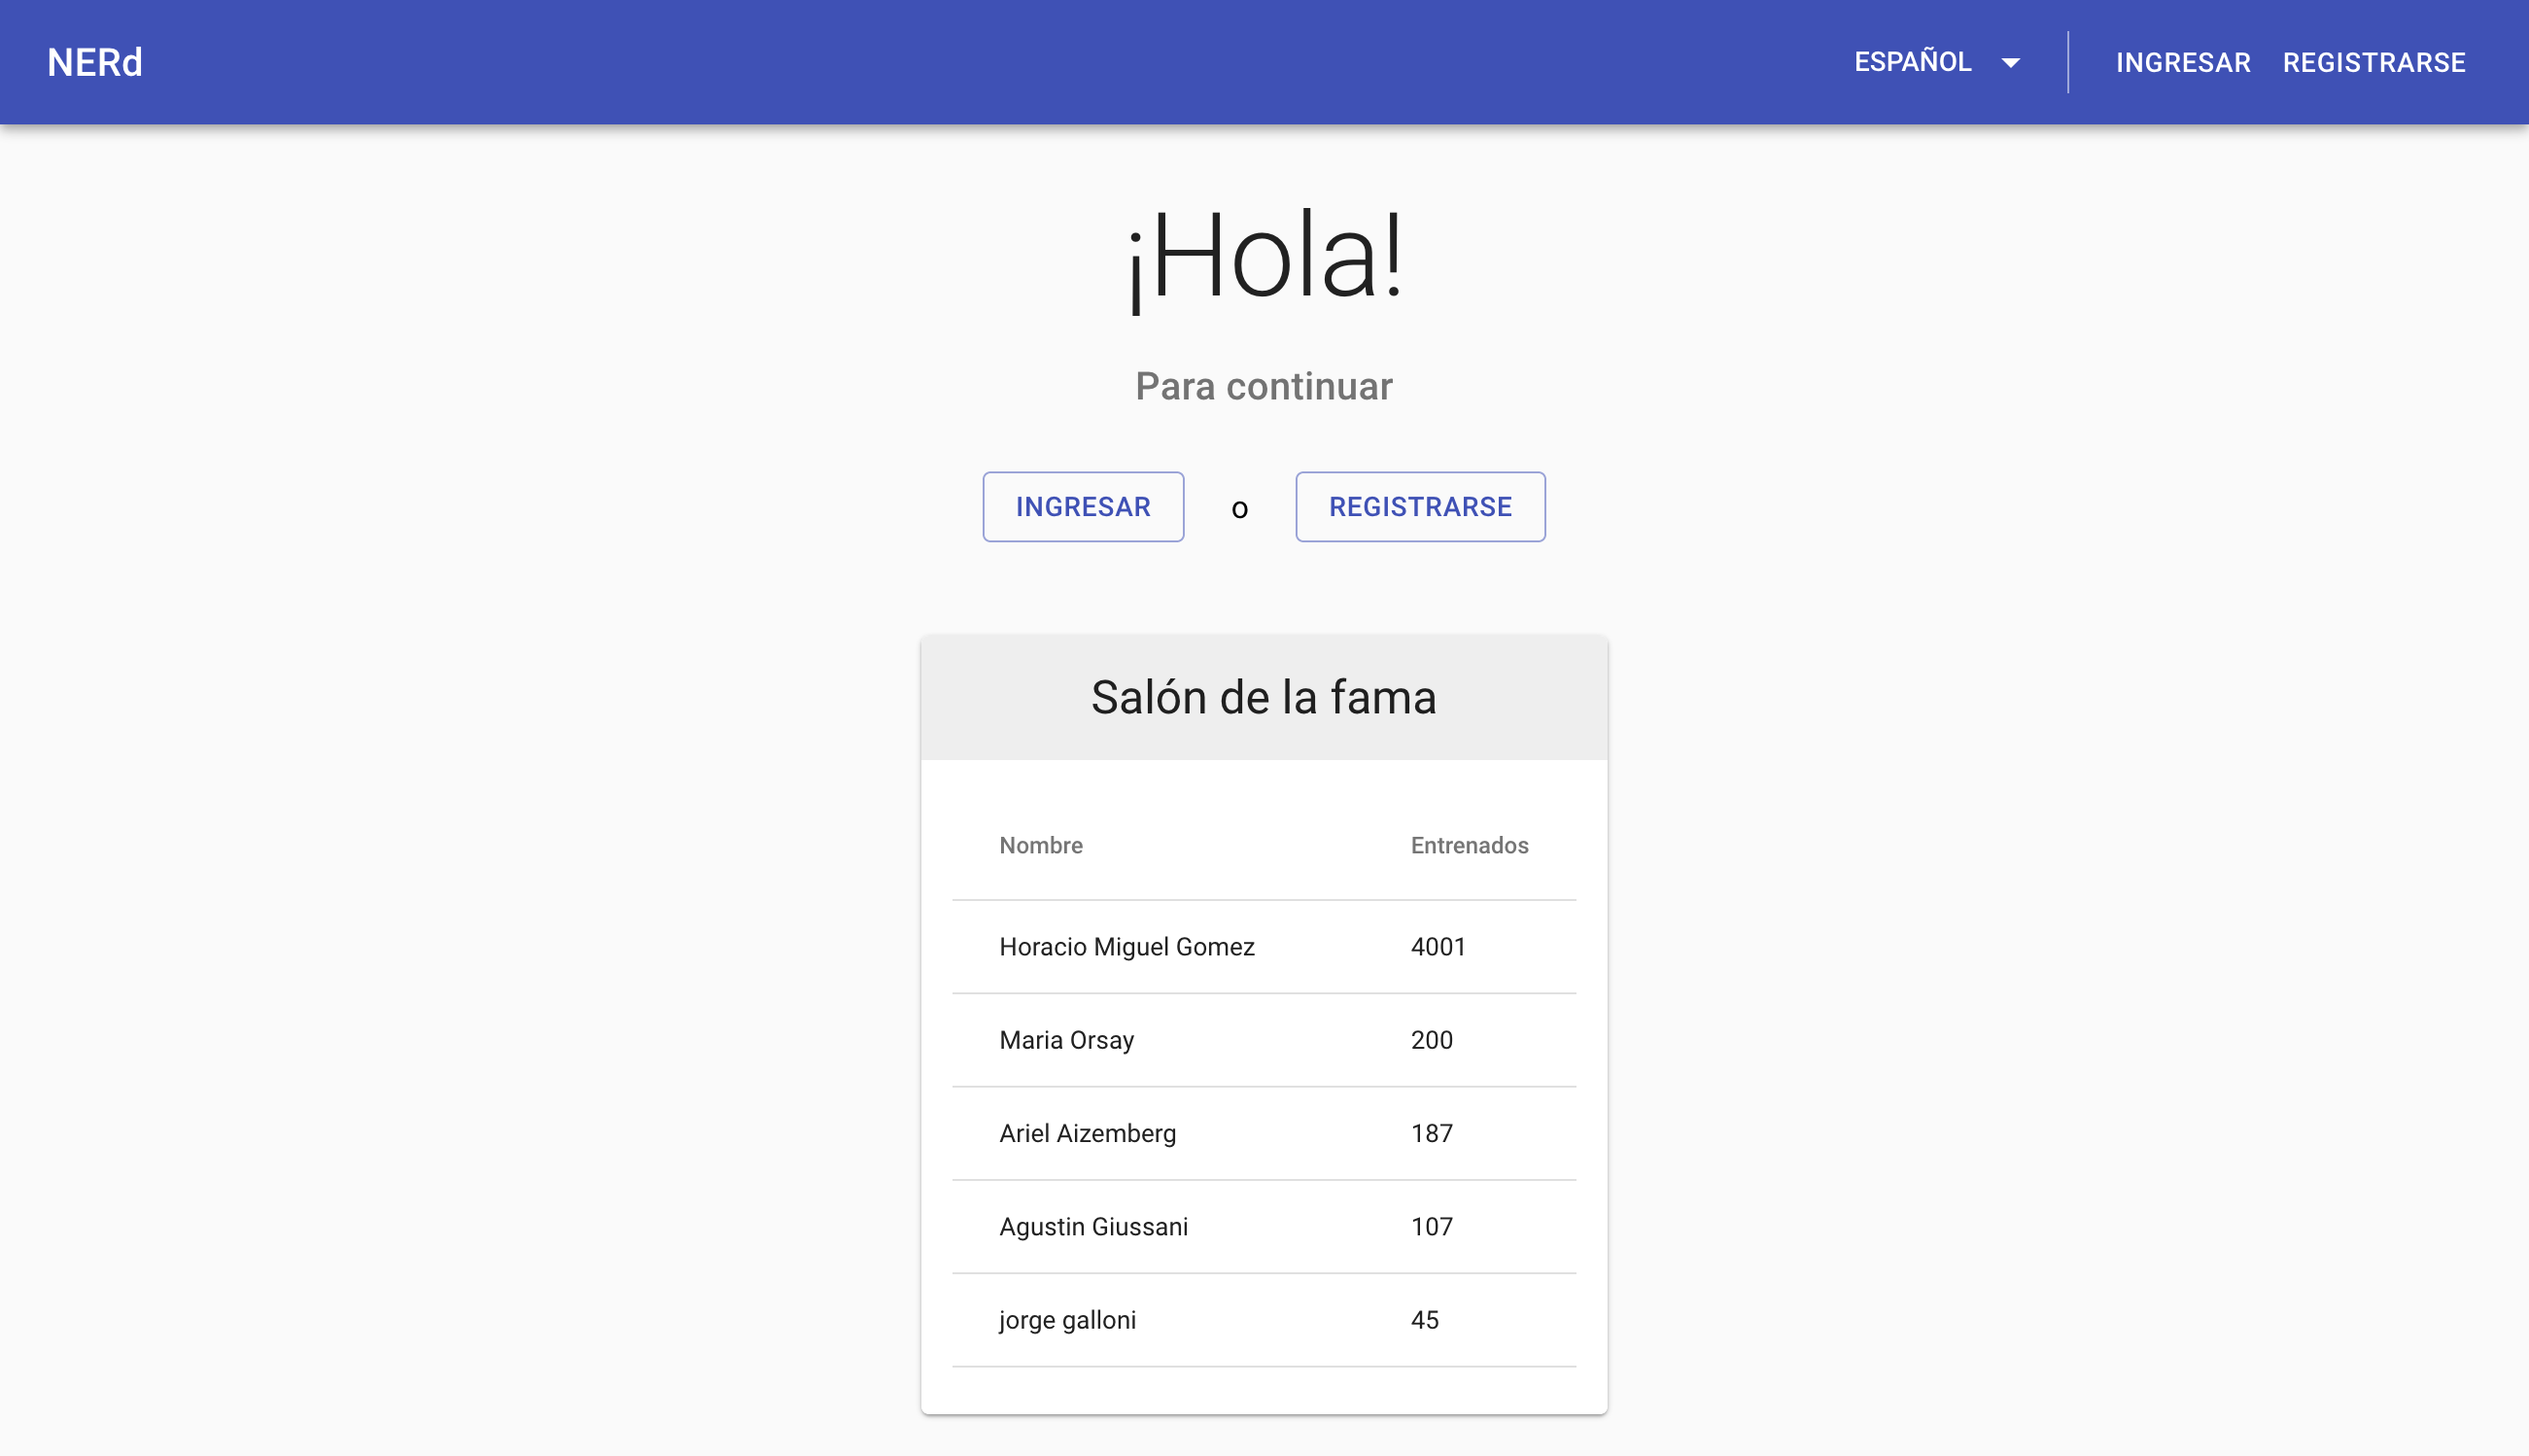 NERd ESPAÑOL INGRESAR REGISTRARSE
¡Hola!
Para continuar
INGRESAR o REGISTRARSE
Salón de la fama
Nombre Entrenados
Horacio Miguel Gomez 4001
Maria Orsay 200
Ariel Aizemberg 187
Agustin Giussani 107
jorge galloni 45